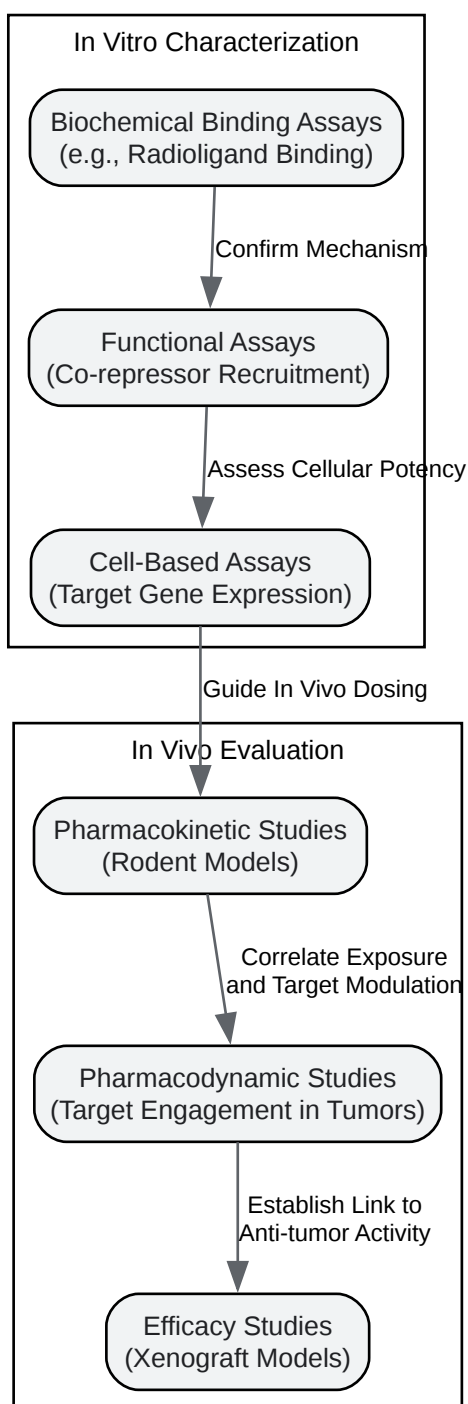 In Vitro Characterization
Biochemical Binding Assays
(e.g., Radioligand Binding)
Confirm Mechanism
Functional Assays
(Co-repressor Recruitment)
Assess Cellular Potency
Cell-Based Assays
(Target Gene Expression)
Guide In Vivo Dosing
In Vivo Evaluation
Pharmacokinetic Studies
(Rodent Models)
Correlate Exposure
and Target Modulation
Pharmacodynamic Studies
(Target Engagement in Tumors)
Establish Link to
Anti-tumor Activity
Efficacy Studies
(Xenograft Models)